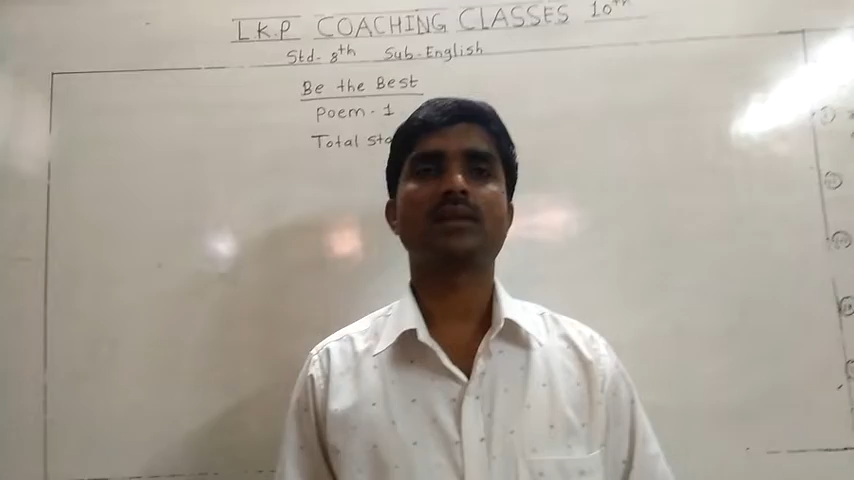 L.K.P COACHING CLASSES 10th
Std- 8th Sub-English
Be the Best
Poem-1
Total